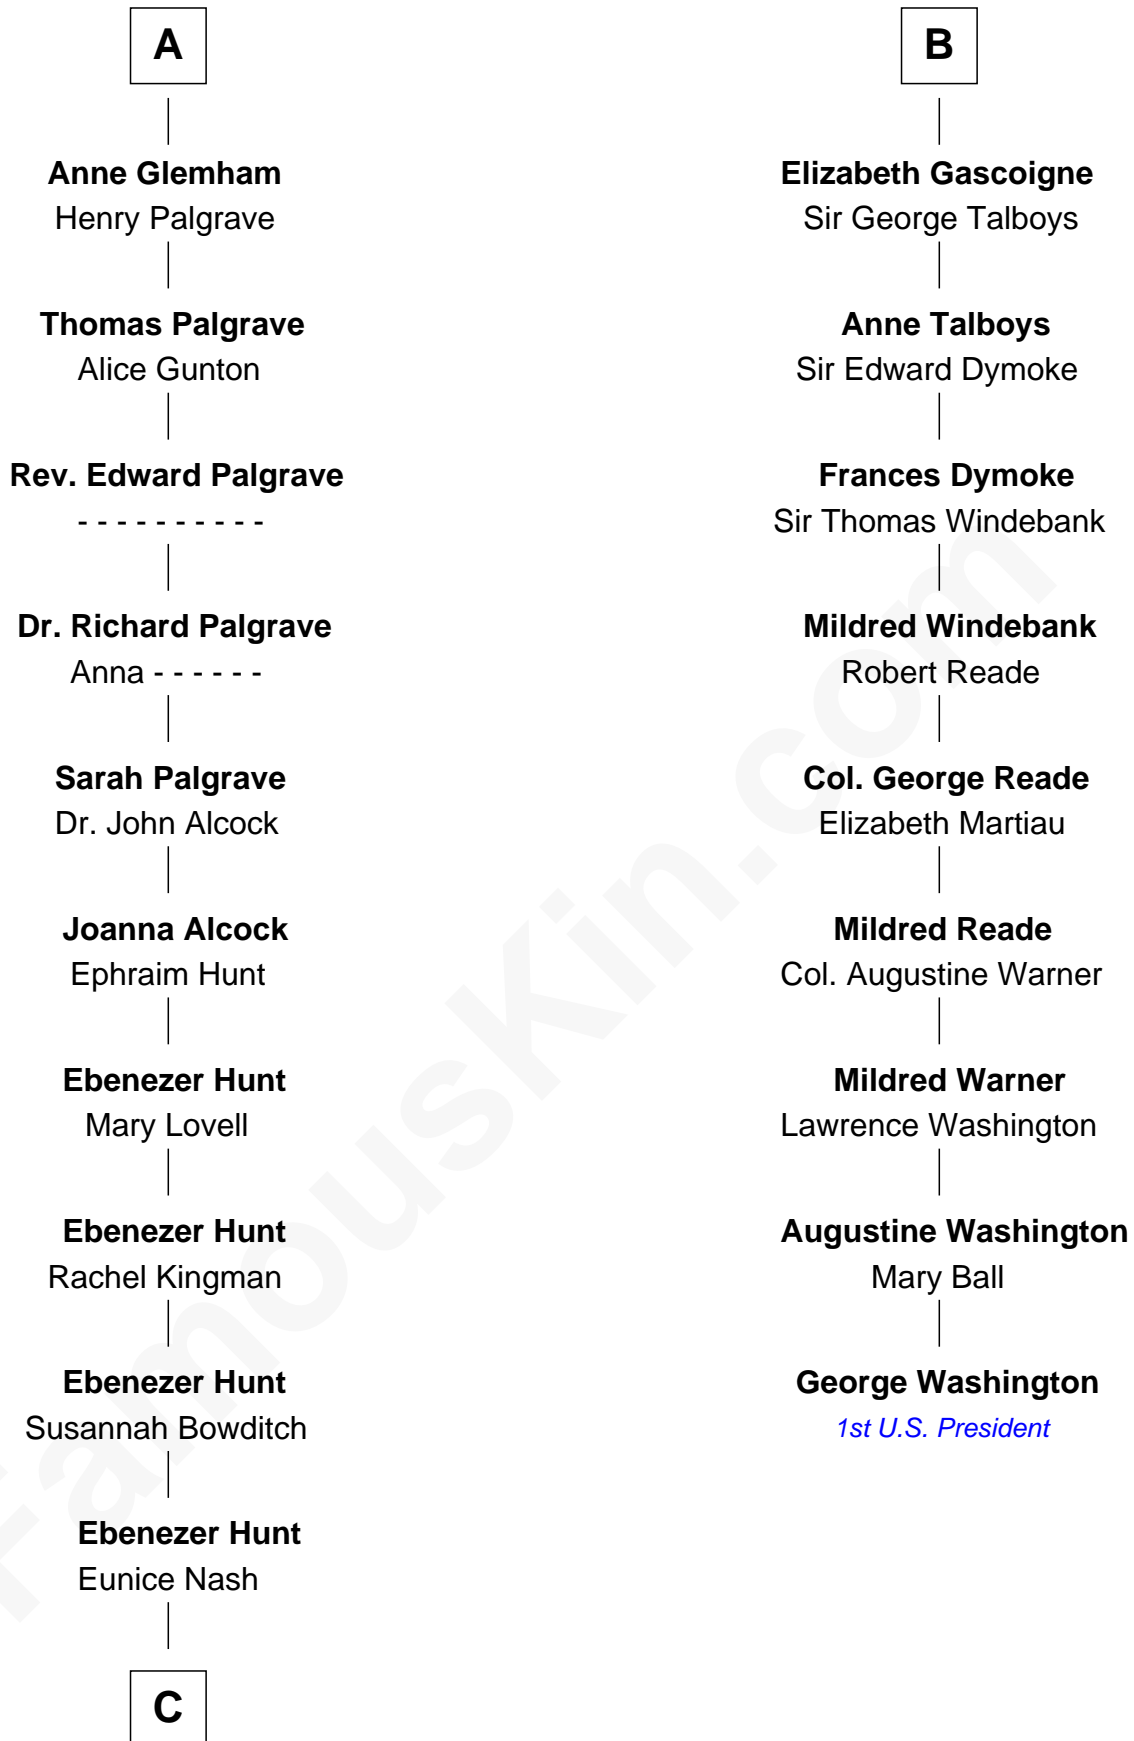 A
Anne Glemham
Henry Palgrave
Thomas Palgrave
Alice Gunton
Rev. Edward Palgrave
- - - - - - - - - -
Dr. Richard Palgrave
Anna - - - - - -
Sarah Palgrave
Dr. John Alcock
Joanna Alcock
Ephraim Hunt
Ebenezer Hunt
Mary Lovell
Ebenezer Hunt
Rachel Kingman
Ebenezer Hunt
Susannah Bowditch
Ebenezer Hunt
Eunice Nash
C
B
Elizabeth Gascoigne
Sir George Talboys
Anne Talboys
Sir Edward Dymoke
Frances Dymoke
Sir Thomas Windebank
Mildred Windebank
Robert Reade
Col. George Reade
Elizabeth Martiau
Mildred Reade
Col. Augustine Warner
Mildred Warner
Lawrence Washington
Augustine Washington
Mary Ball
George Washington
1st U.S. President
FamousKin.com